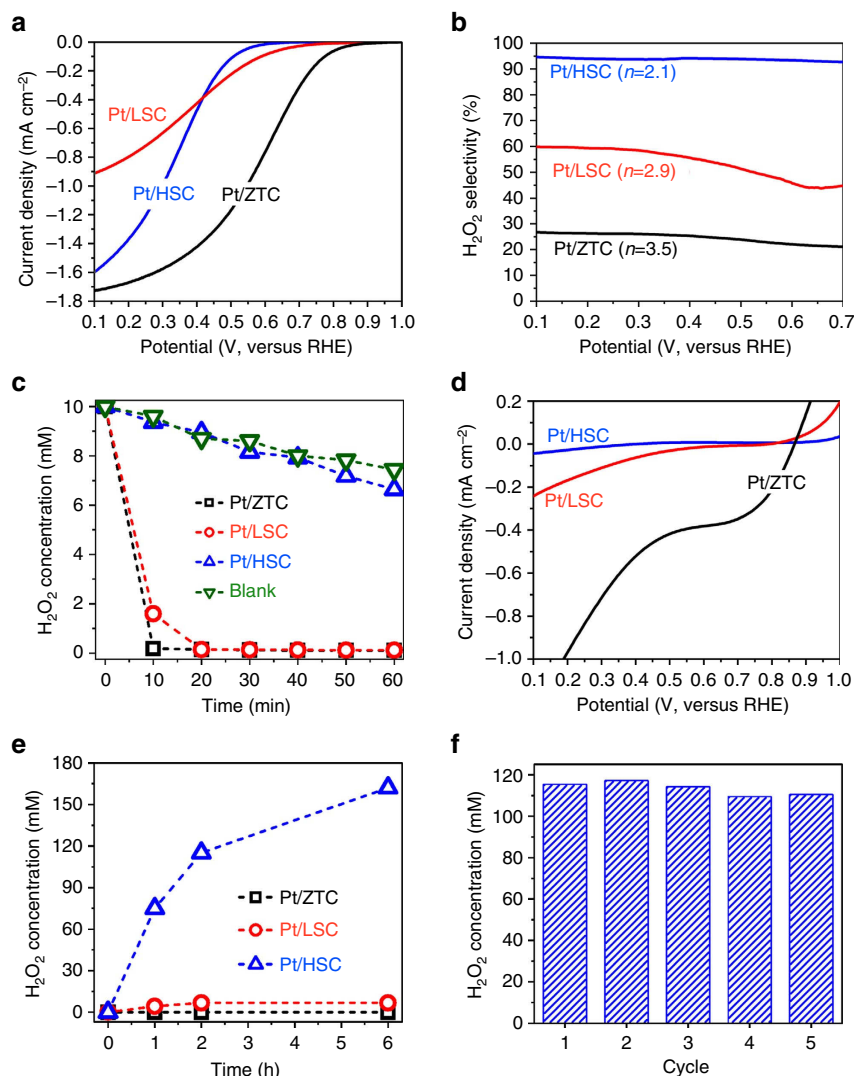 a
0.0
−0.2
−0.4
−0.6
−0.8
−1.0
−1.2
−1.4
−1.6
−1.8
Current density (mA cm⁻²)
Pt/LSC
Pt/HSC
Pt/ZTC
0.1 0.2 0.3 0.4 0.5 0.6 0.7 0.8 0.9 1.0
Potential (V, versus RHE)
b
100
90
80
70
60
50
40
30
20
10
0
H₂O₂ selectivity (%)
Pt/HSC (n=2.1)
Pt/LSC (n=2.9)
Pt/ZTC (n=3.5)
0.1 0.2 0.3 0.4 0.5 0.6 0.7
Potential (V, versus RHE)
c
10
8
6
4
2
0
H₂O₂ concentration (mM)
Pt/ZTC
Pt/LSC
Pt/HSC
Blank
0 10 20 30 40 50 60
Time (min)
d
0.2
0.0
−0.2
−0.4
−0.6
−0.8
−1.0
Current density (mA cm⁻²)
Pt/HSC
Pt/LSC
Pt/ZTC
0.1 0.2 0.3 0.4 0.5 0.6 0.7 0.8 0.9 1.0
Potential (V, versus RHE)
e
180
150
120
90
60
30
0
H₂O₂ concentration (mM)
Pt/ZTC
Pt/LSC
Pt/HSC
0 1 2 3 4 5 6
Time (h)
f
120
100
80
60
40
20
0
H₂O₂ concentration (mM)
1 2 3 4 5
Cycle